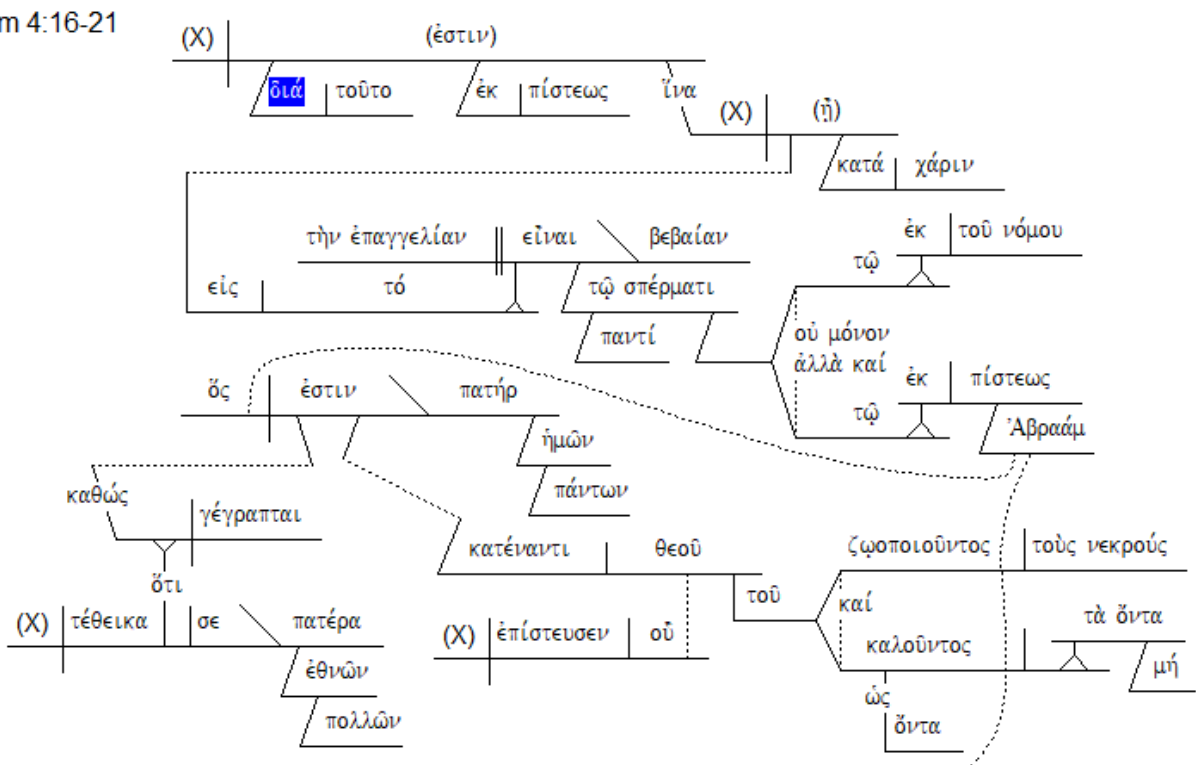 m 4:16-21
(X) (ἐστιν)
διά τοῦτο ἐκ πίστεως ἵνα
(X) (ᾖ)
κατά χάριν
τὴν ἐπαγγελίαν εἶναι βεβαίαν
ἐκ τοῦ νόμου
τῷ
εἰς τό τῷ σπέρματι
παντί οὐ μόνον
ἀλλὰ καί
ἐκ πίστεως
ὅς ἐστιν πατήρ
τῷ Ἀβραάμ
ἡμῶν
πάντων
καθώς
γέγραπται
κατέναντι θεοῦ ζῳοποιοῦντος τοὺς νεκρούς
ὅτι τοῦ καί
(X) τέθεικα σε πατέρα (X) ἐπίστευσεν οὗ
καλοῦντος τὰ ὄντα
ἐθνῶν μή
ὡς
πολλῶν ὄντα